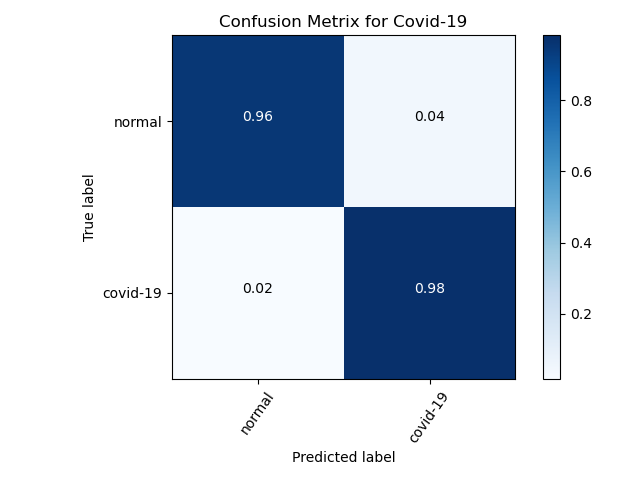 Confusion Metrix for Covid-19
normal
0.96
0.04
True label
covid-19
0.02
0.98
normal
covid-19
Predicted label
0.8
0.6
0.4
0.2